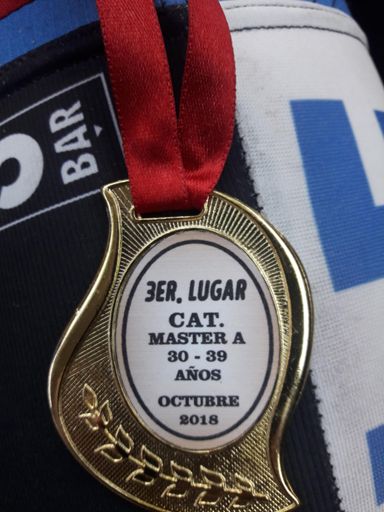 BAR
3ER. LUGAR
CAT.
MASTER A
30 - 39
AÑOS
OCTUBRE
2018